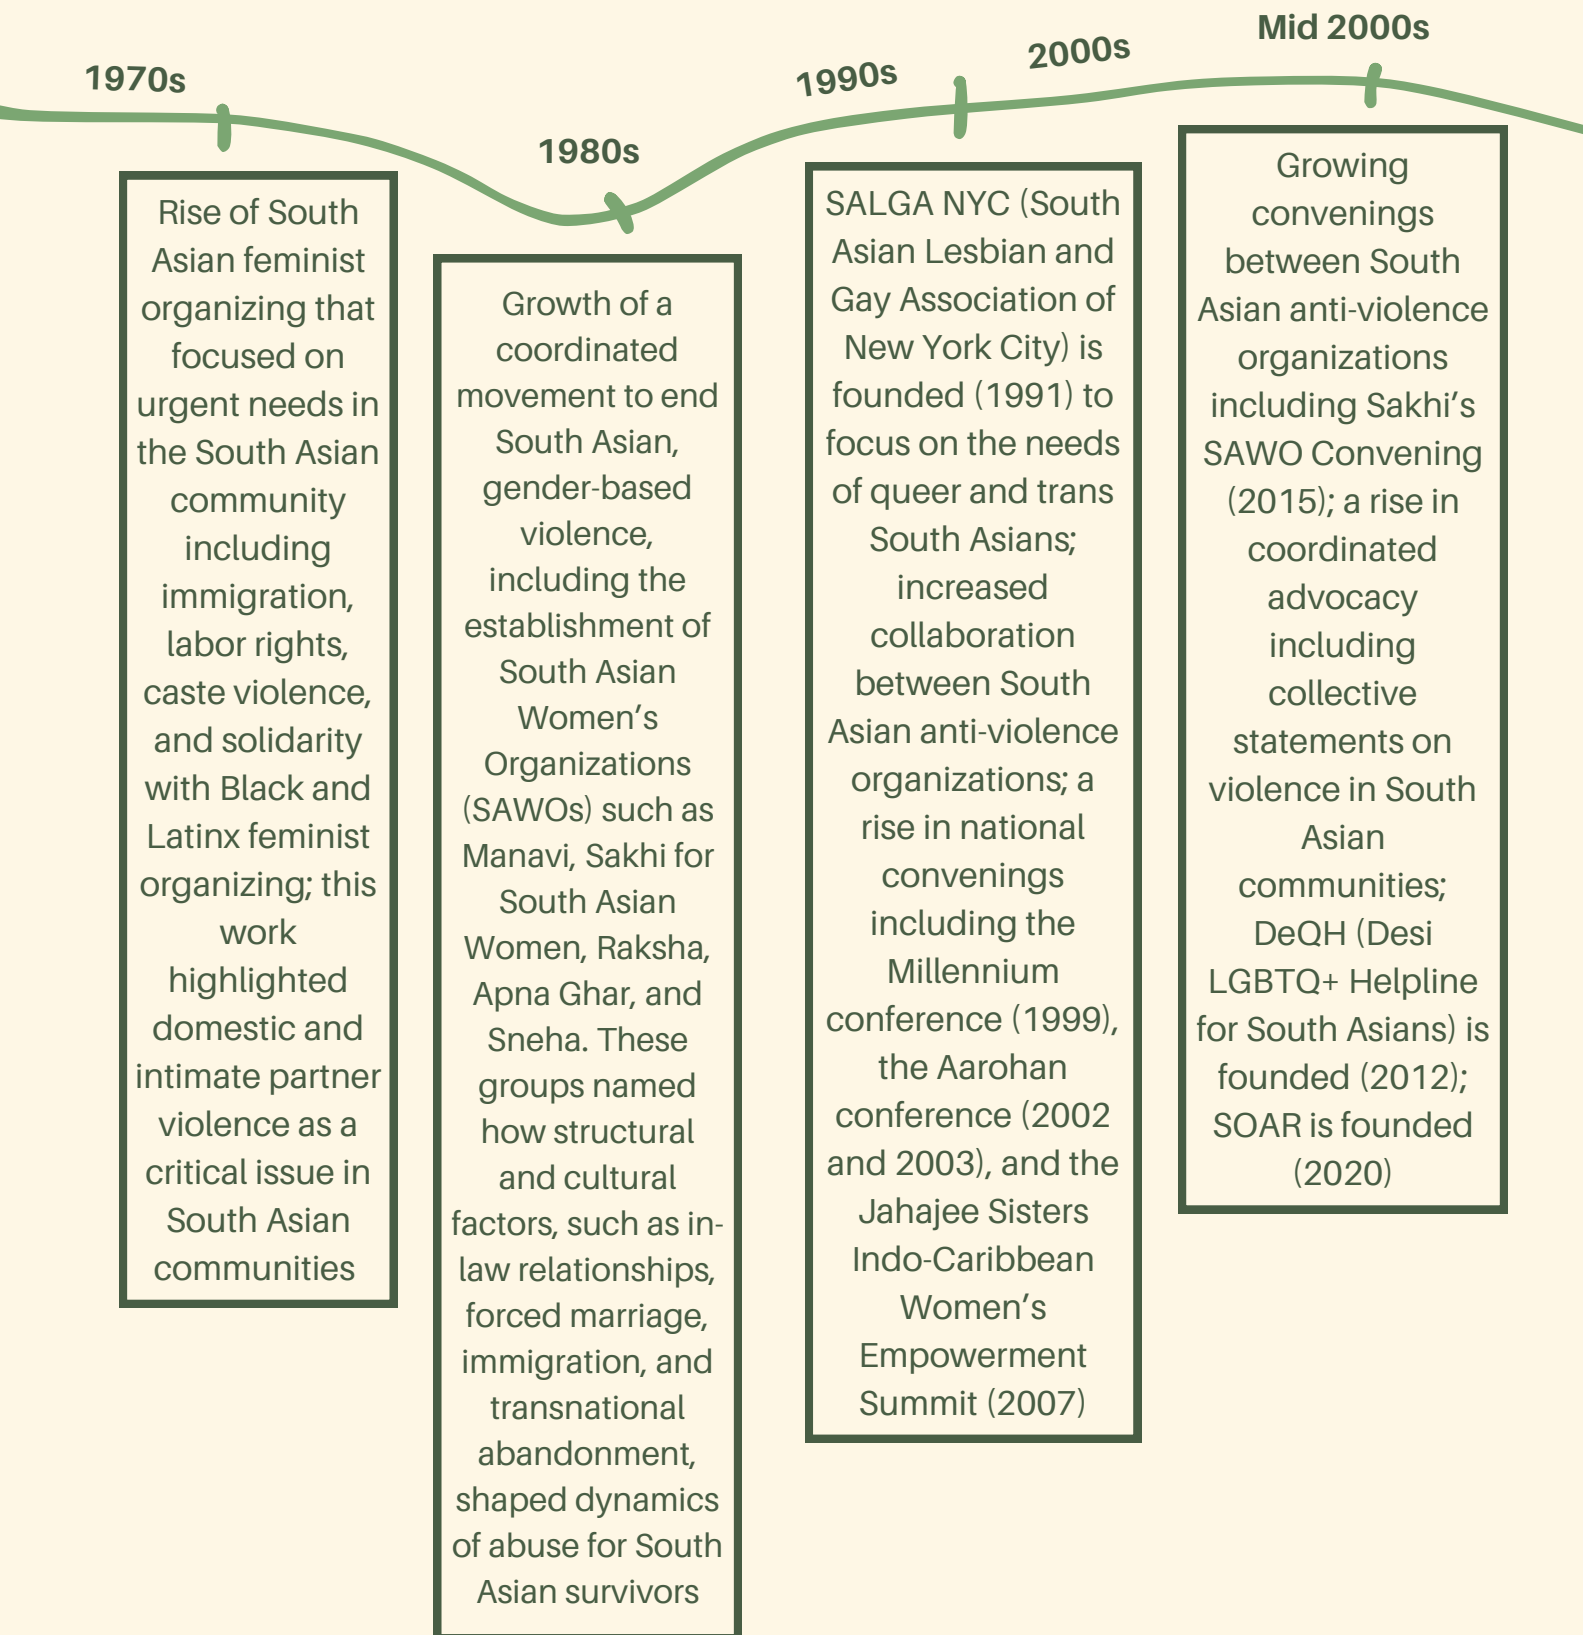 1970s
Rise of South
Asian feminist
organizing that
focused on
urgent needs in
the South Asian
community
including
immigration,
labor rights,
caste violence,
and solidarity
with Black and
Latinx feminist
organizing; this
work
highlighted
domestic and
intimate partner
violence as a
critical issue in
South Asian
communities
1980s
Growth of a
coordinated
movement to end
South Asian,
gender-based
violence,
including the
establishment of
South Asian
Women’s
Organizations
(SAWOs) such as
Manavi, Sakhi for
South Asian
Women, Raksha,
Apna Ghar, and
Sneha. These
groups named
how structural
and cultural
factors, such as in-
law relationships,
forced marriage,
immigration, and
transnational
abandonment,
shaped dynamics
of abuse for South
Asian survivors
1990s
2000s
SALGA NYC (South
Asian Lesbian and
Gay Association of
New York City) is
founded (1991) to
focus on the needs
of queer and trans
South Asians;
increased
collaboration
between South
Asian anti-violence
organizations; a
rise in national
convenings
including the
Millennium
conference (1999),
the Aarohan
conference (2002
and 2003), and the
Jahajee Sisters
Indo-Caribbean
Women’s
Empowerment
Summit (2007)
Mid 2000s
Growing
convenings
between South
Asian anti-violence
organizations
including Sakhi’s
SAWO Convening
(2015); a rise in
coordinated
advocacy
including
collective
statements on
violence in South
Asian
communities;
DeQH (Desi
LGBTQ+ Helpline
for South Asians) is
founded (2012);
SOAR is founded
(2020)